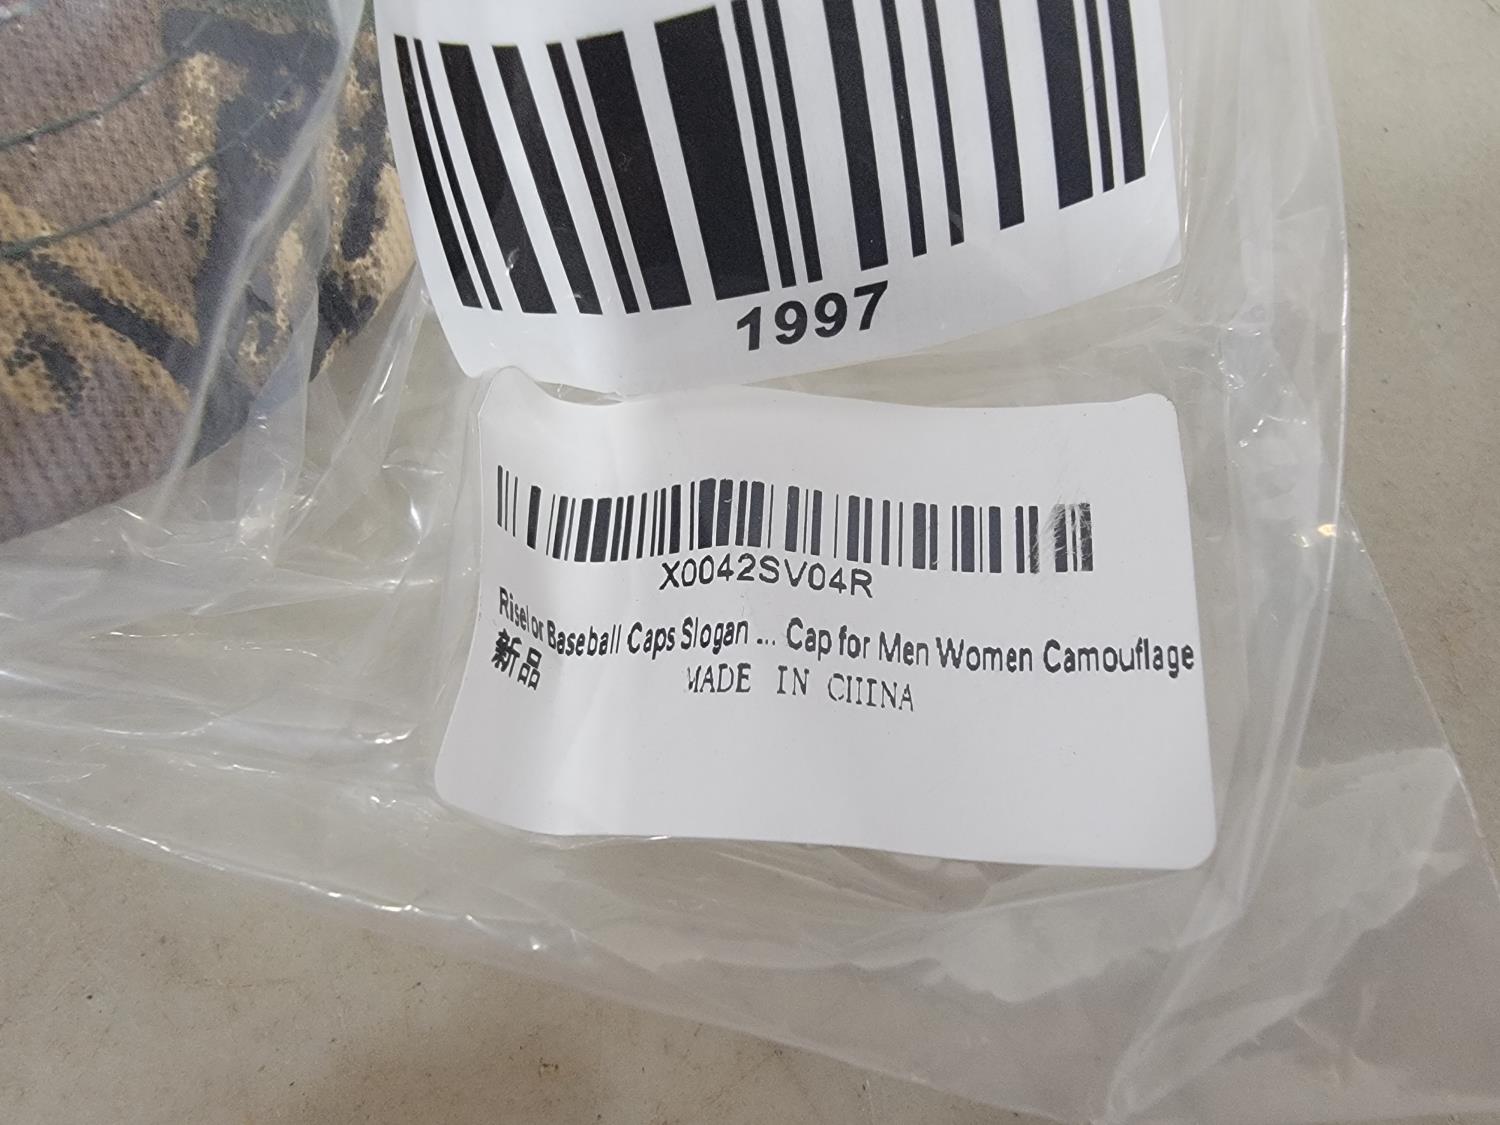 1997
X0042SV04R
Riselor Baseball Caps Slogan ... Cap for Men Women Camouflage
新品
MADE IN CHINA